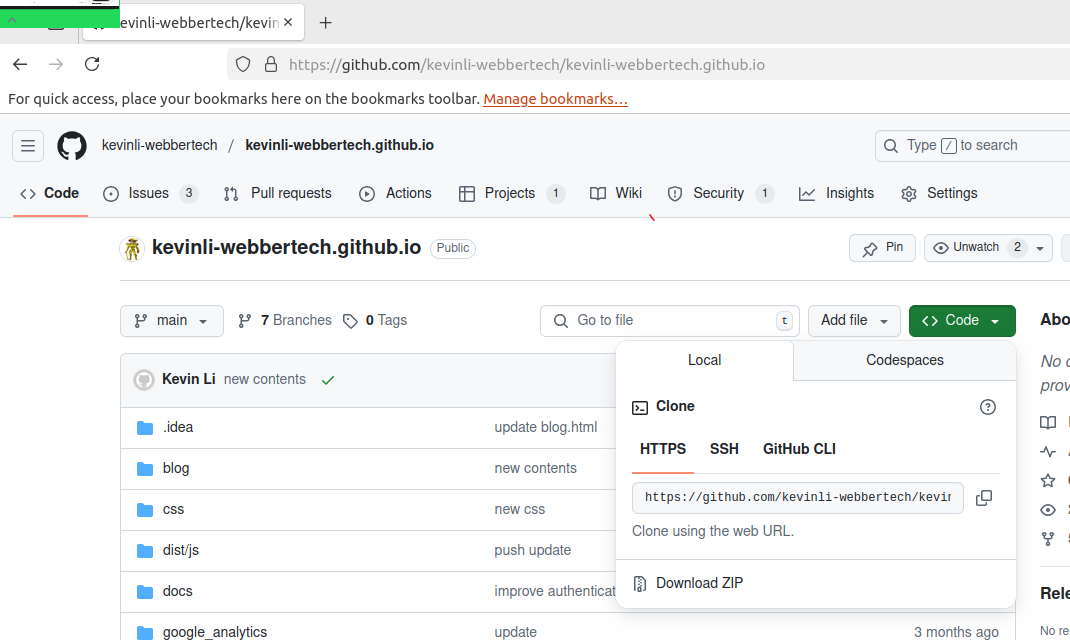 evinli-webbertech/kevin
https://github.com/kevinli-webbertech/kevinli-webbertech.github.io
For quick access, place your bookmarks here on the bookmarks toolbar. Manage bookmarks…
kevinli-webbertech / kevinli-webbertech.github.io
Type / to search
Code Issues 3 Pull requests Actions Projects 1 Wiki Security 1 Insights Settings
kevinli-webbertech.github.io Public
Pin Unwatch 2
main 7 Branches 0 Tags
Go to file t Add file Code
Abo
Local Codespaces
No
prov
Kevin Li new contents
Clone
.idea update blog.html
HTTPS SSH GitHub CLI
blog new contents
https://github.com/kevinli-webbertech/kevin
css new css
Clone using the web URL.
dist/js push update
docs improve authenticat
Download ZIP
Rele
google_analytics update 3 months ago
No re